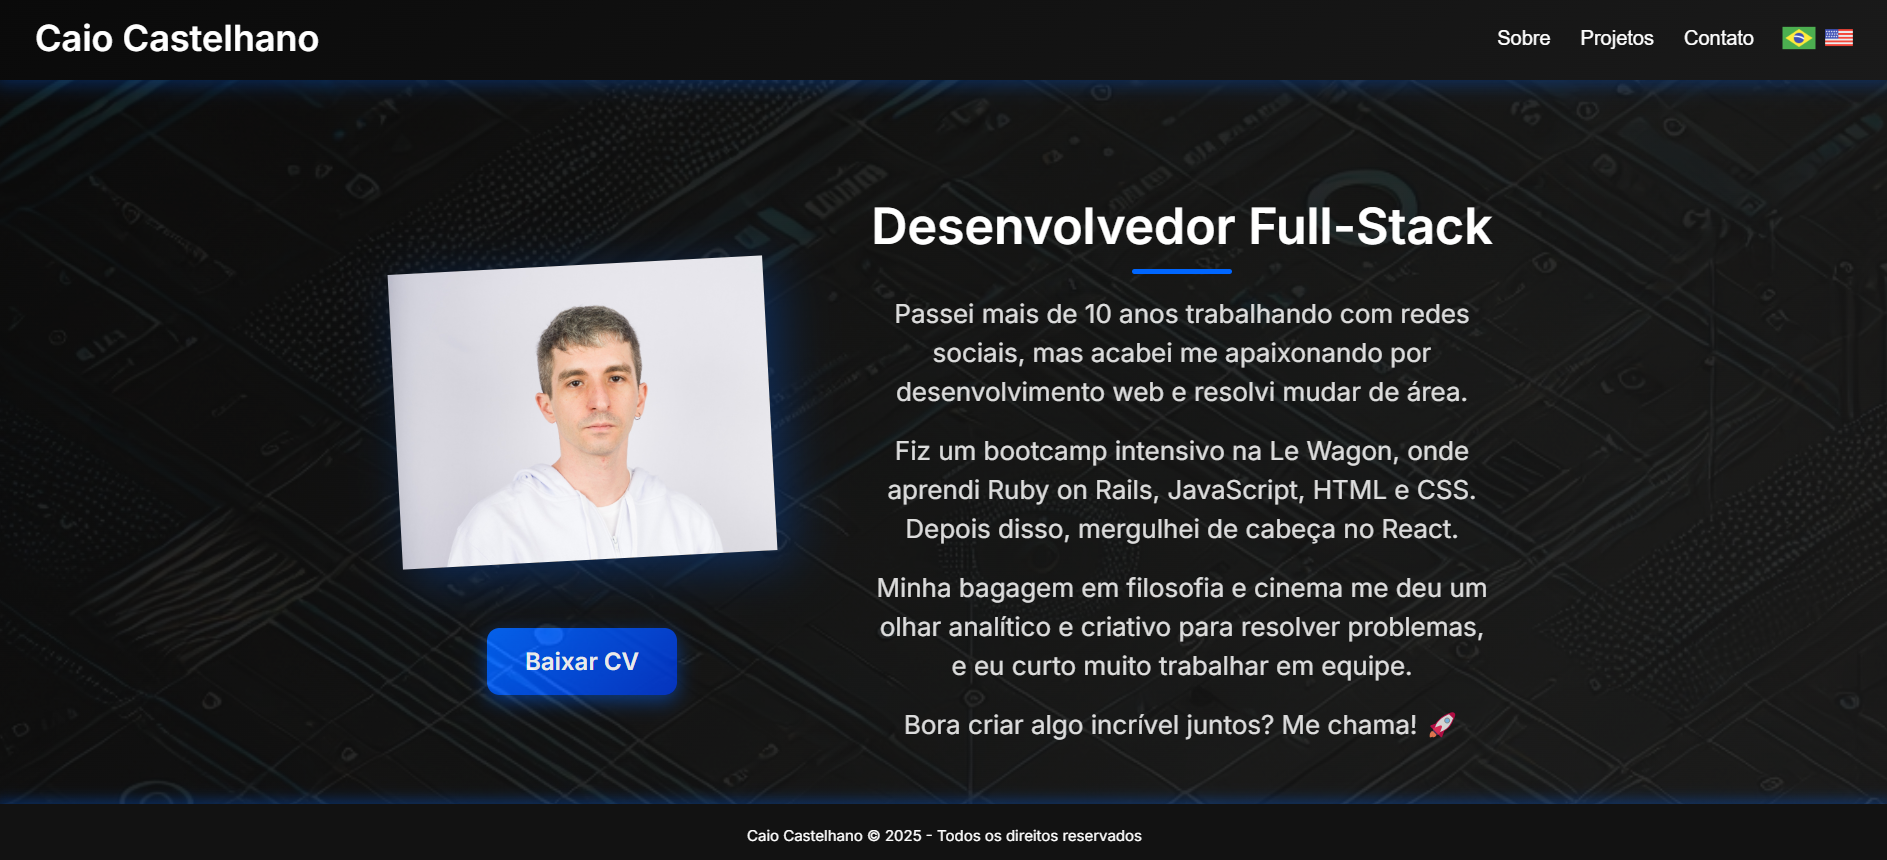 Caio Castelhano
Sobre Projetos Contato
Desenvolvedor Full-Stack
Passei mais de 10 anos trabalhando com redes
sociais, mas acabei me apaixonando por
desenvolvimento web e resolvi mudar de área.
Fiz um bootcamp intensivo na Le Wagon, onde
aprendi Ruby on Rails, JavaScript, HTML e CSS.
Depois disso, mergulhei de cabeça no React.
Minha bagagem em filosofia e cinema me deu um
olhar analítico e criativo para resolver problemas,
e eu curto muito trabalhar em equipe.
Bora criar algo incrível juntos? Me chama! 🚀
Baixar CV
Caio Castelhano © 2025 - Todos os direitos reservados